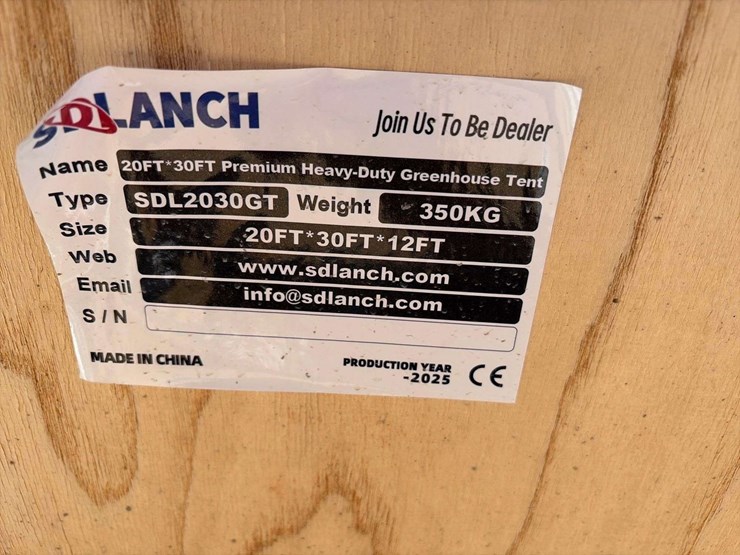 SDLANCH
Join Us To Be Dealer
Name 20FT*30FT Premium Heavy-Duty Greenhouse Tent
Type SDL2030GT Weight 350KG
Size 20FT*30FT*12FT
Web www.sdlanch.com
Email info@sdlanch.com
S/N
MADE IN CHINA
PRODUCTION YEAR
-2025
CE